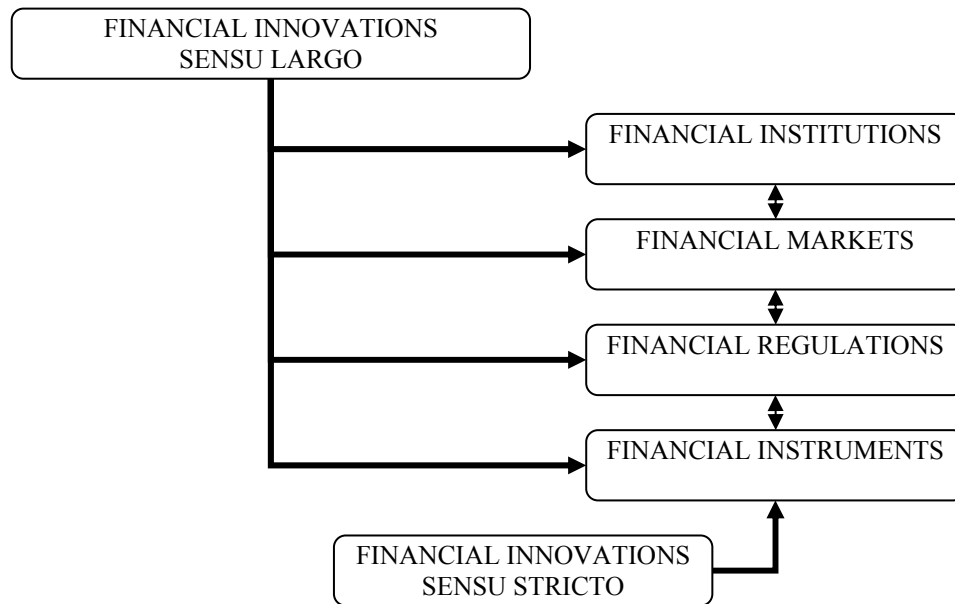 FINANCIAL INNOVATIONS
SENSU LARGO
FINANCIAL INSTITUTIONS
FINANCIAL MARKETS
FINANCIAL REGULATIONS
FINANCIAL INSTRUMENTS
FINANCIAL INNOVATIONS
SENSU STRICTO